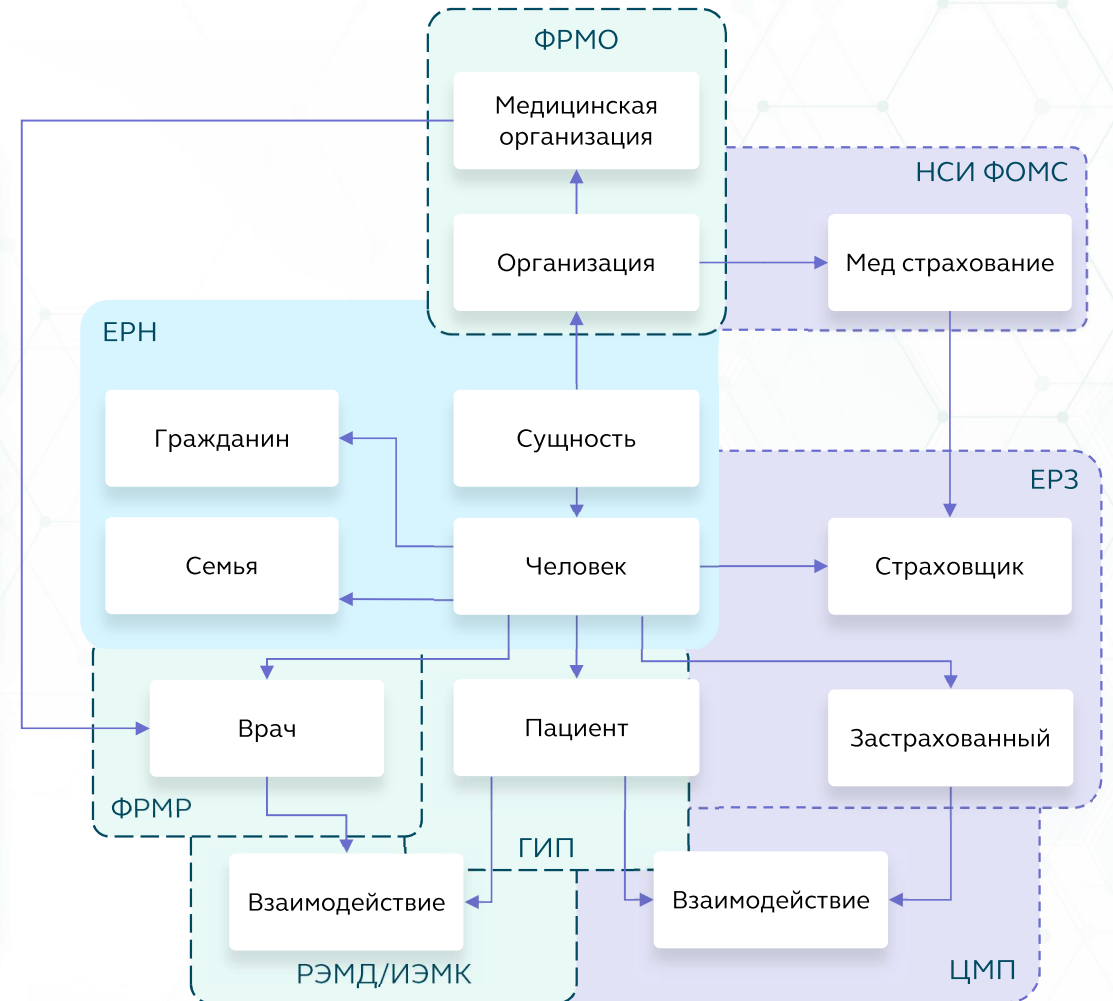 ФРМО
Медицинская
организация
НСИ ФОМС
Организация
Мед страхование
ЕРН
Гражданин
Сущность
ЕРЗ
Семья
Человек
Страховщик
Врач
Пациент
Застрахованный
ФРМР
ГИП
Взаимодействие
Взаимодействие
РЭМД/ИЭМК
ЦМП